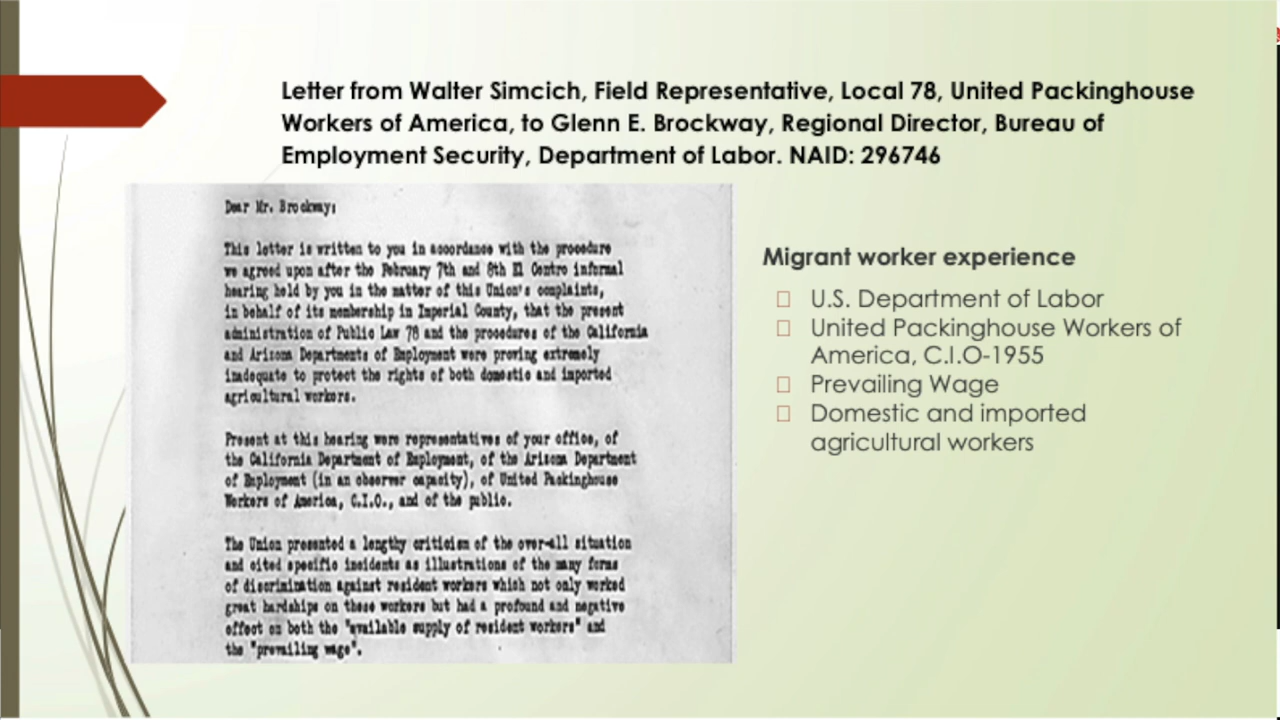 Letter from Walter Simcich, Field Representative, Local 78, United Packinghouse
Workers of America, to Glenn E. Brockway, Regional Director, Bureau of
Employment Security, Department of Labor. NAID: 296746
Dear Mr. Brockway:
This letter is written to you in accordance with the procedure
we agreed upon after the February 7th and 8th El Centro informal
hearing held by you in the matter of this Union's complaints,
in behalf of its membership in Imperial County, that the present
administration of Public Law 78 and the procedures of the California
and Arizona Departments of Employment were proving extremely
inadequate to protect the rights of both domestic and imported
agricultural workers.
Present at this hearing were representatives of your office, of
the California Department of Employment, of the Arizona Department
of Employment (in an observer capacity), of United Packinghouse
Workers of America, C.I.O., and of the public.
The Union presented a lengthy criticism of the over-all situation
and cited specific incidents as illustrations of the many forms
of discrimination against resident workers which not only worked
great hardships on these workers but had a profound and negative
effect on both the "available supply of resident workers" and
the "prevailing wage".
Migrant worker experience
U.S. Department of Labor
United Packinghouse Workers of
America, C.I.O-1955
Prevailing Wage
Domestic and imported
agricultural workers